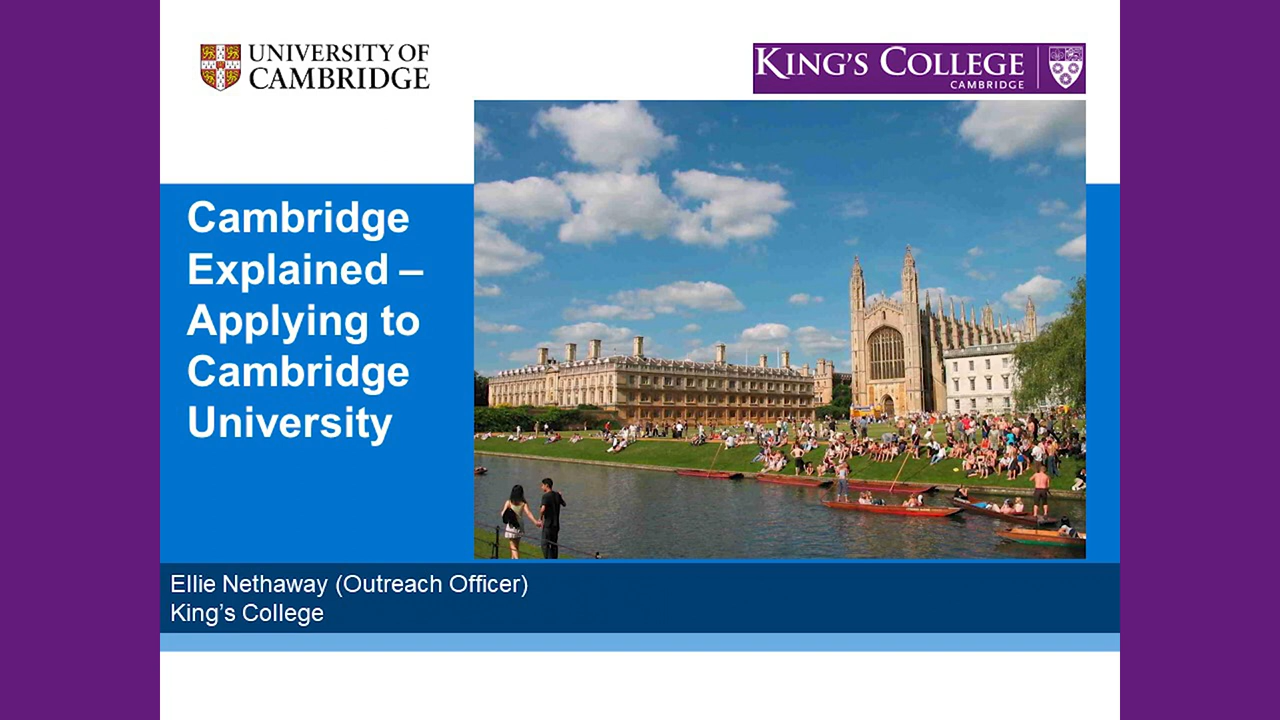 UNIVERSITY OF
CAMBRIDGE
KING'S COLLEGE
CAMBRIDGE
Cambridge
Explained –
Applying to
Cambridge
University
Ellie Nethaway (Outreach Officer)
King's College